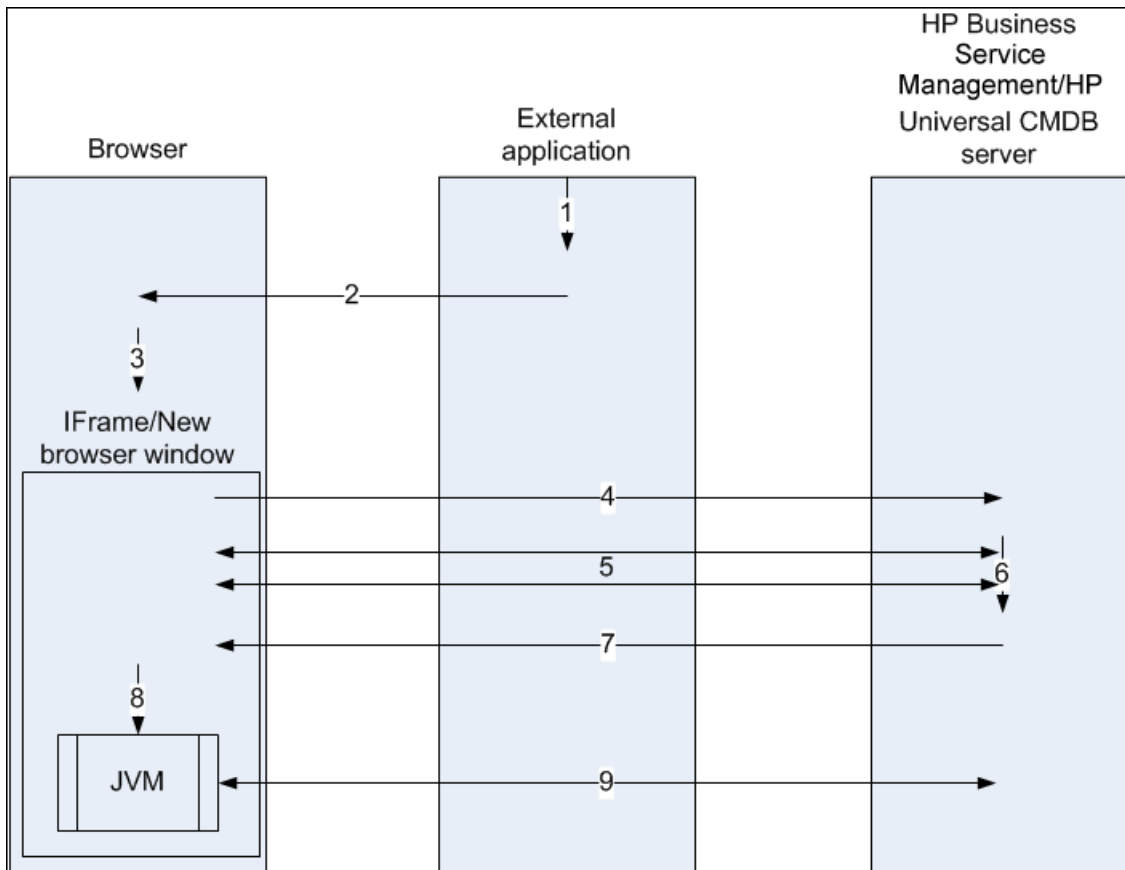 HP Business
Service
Management/HP
Universal CMDB
server
External
application
Browser
1
2
3
IFrame/New
browser window
4
5
6
7
8
JVM
9